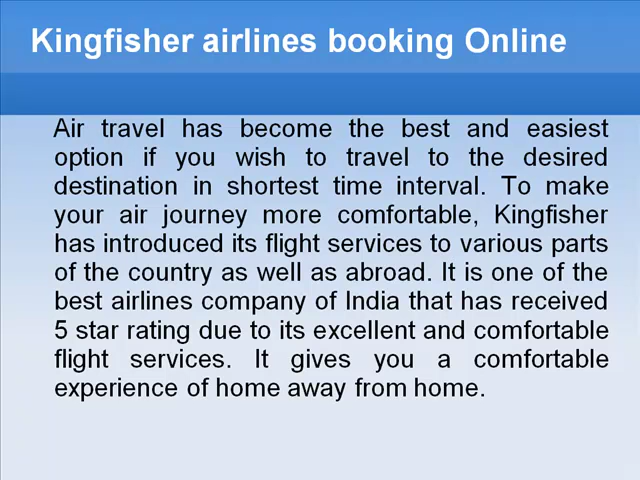 Kingfisher airlines booking Online
Air travel has become the best and easiest
option if you wish to travel to the desired
destination in shortest time interval. To make
your air journey more comfortable, Kingfisher
has introduced its flight services to various parts
of the country as well as abroad. It is one of the
best airlines company of India that has received
5 star rating due to its excellent and comfortable
flight services. It gives you a comfortable
experience of home away from home.